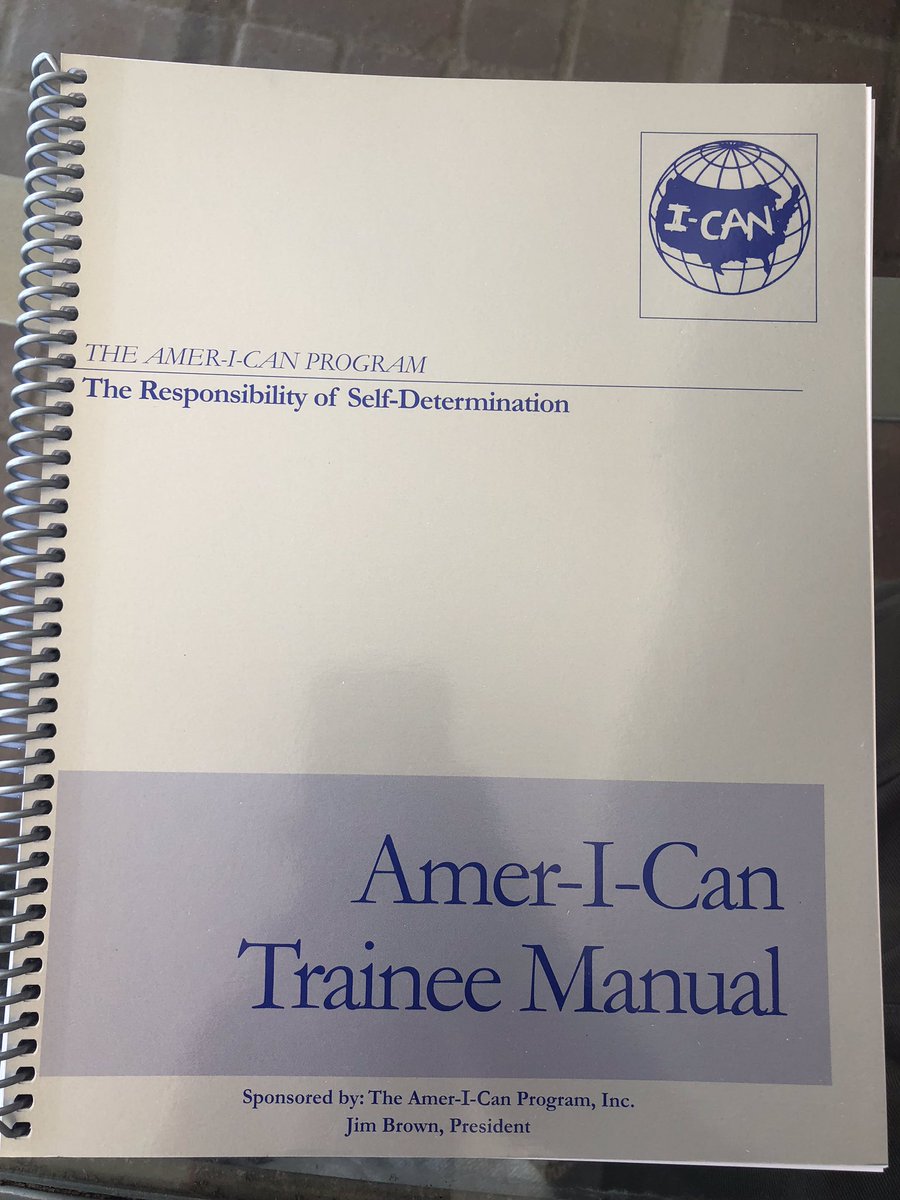 I-CAN
THE AMER-I-CAN PROGRAM
The Responsibility of Self-Determination
Amer-I-Can
Trainee Manual
Sponsored by: The Amer-I-Can Program, Inc.
Jim Brown, President